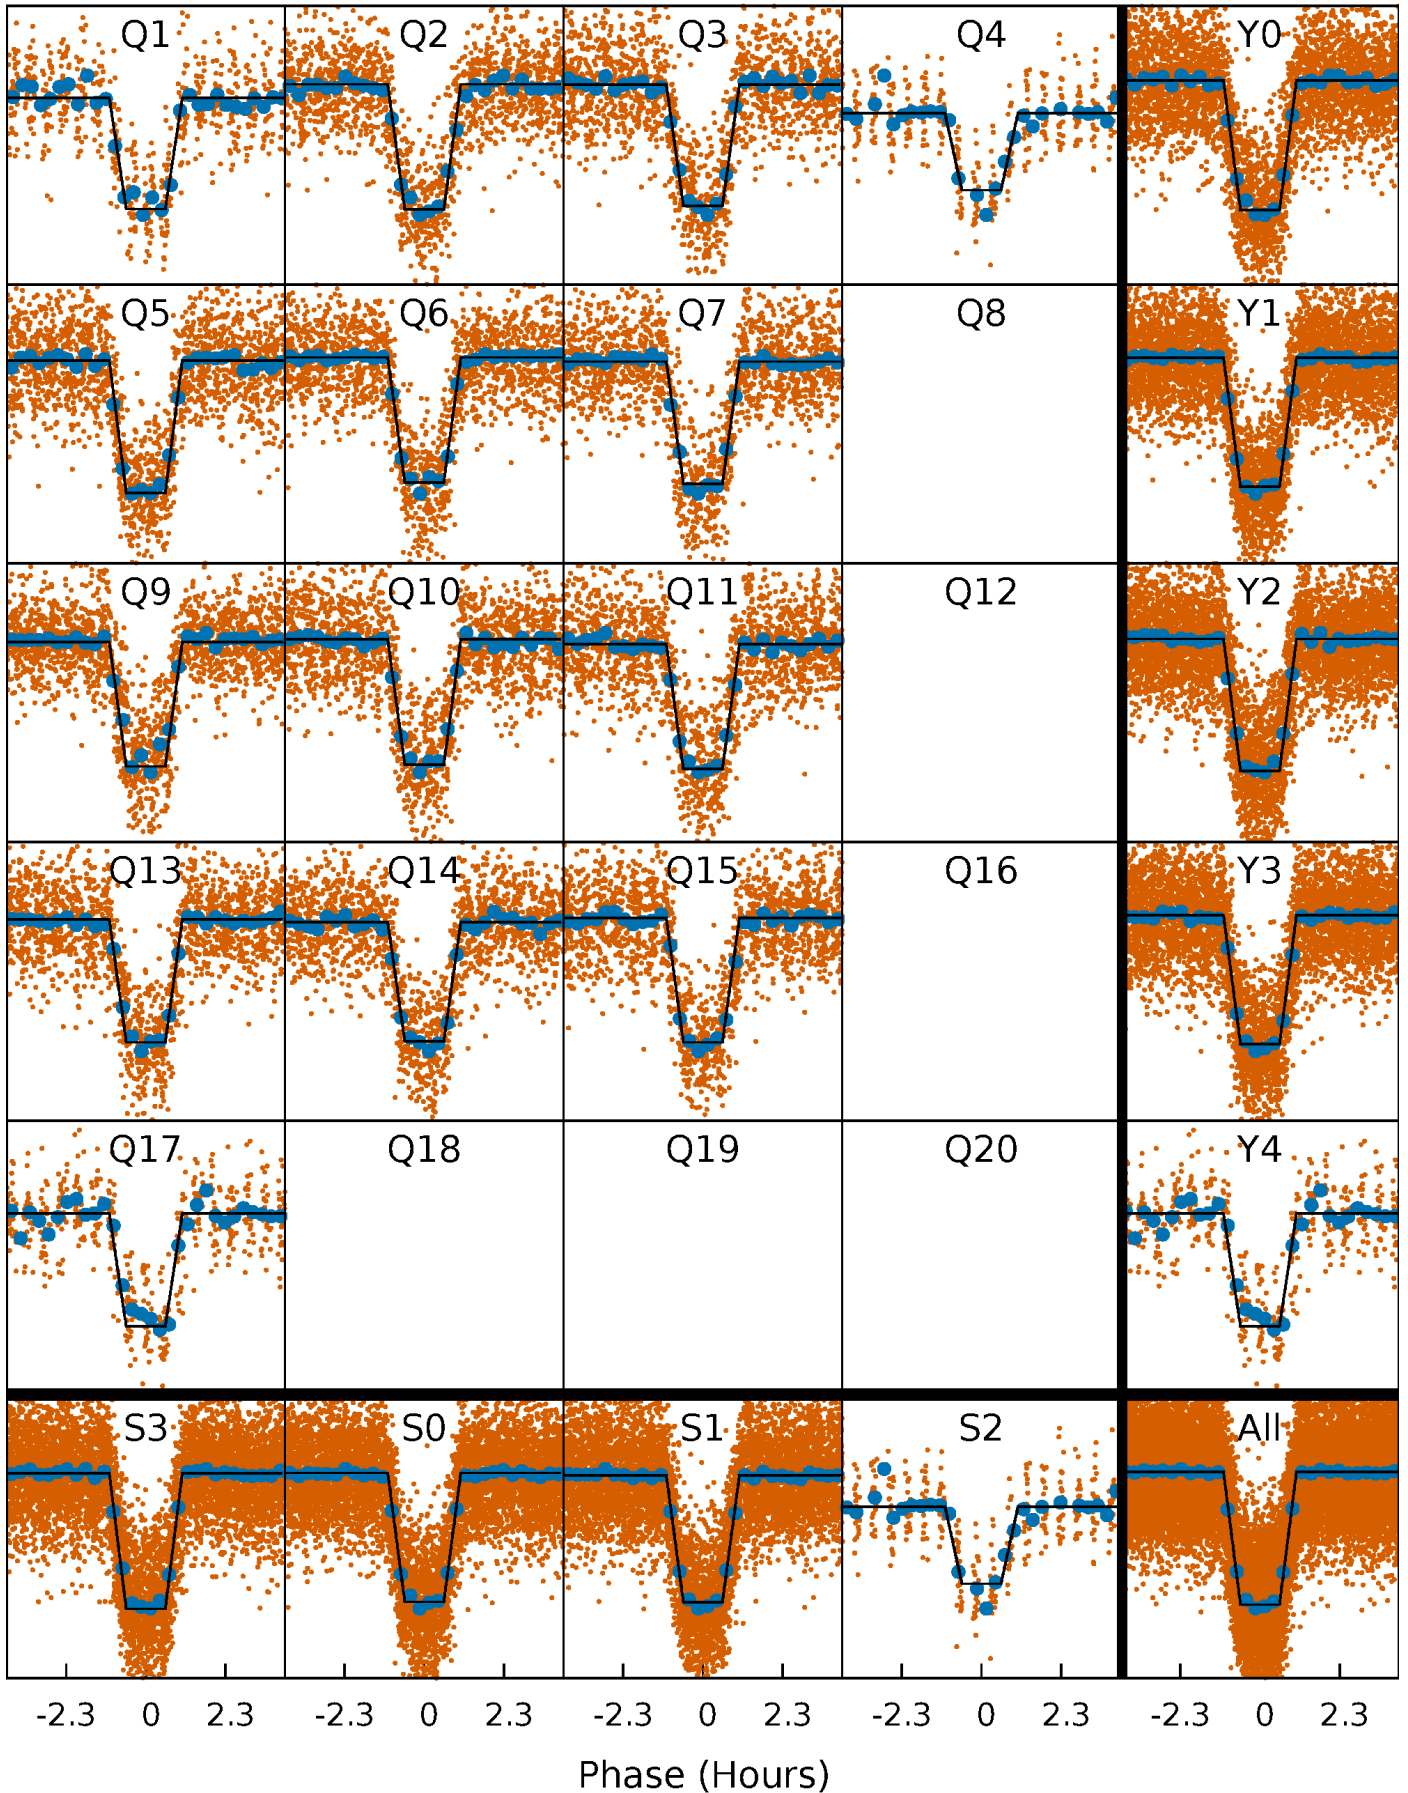 Q1 Q2 Q3 Q4 Y0
Q5 Q6 Q7 Q8 Y1
Q9 Q10 Q11 Q12 Y2
Q13 Q14 Q15 Q16 Y3
Q17 Q18 Q19 Q20 Y4
S3 S0 S1 S2 All
-2.3 0 2.3 -2.3 0 2.3 -2.3 0 2.3 -2.3 0 2.3 -2.3 0 2.3
Phase (Hours)